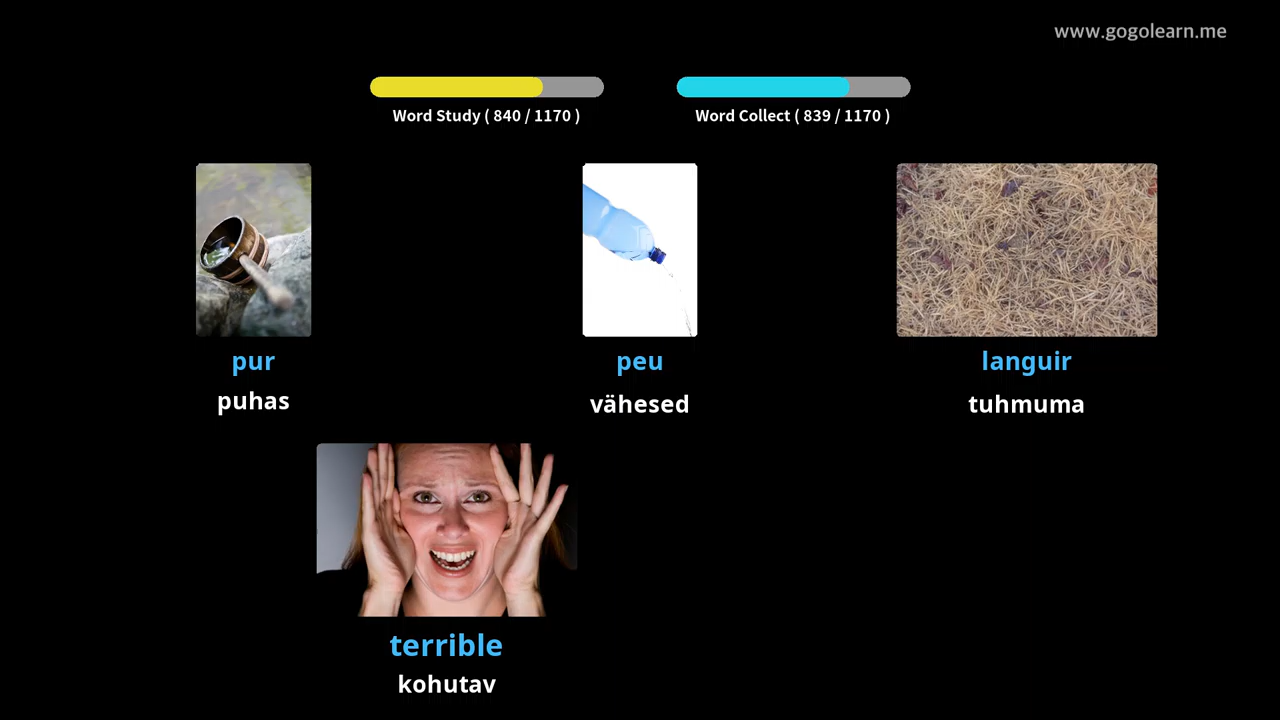 www.gogolearn.me
Word Study ( 840 / 1170 )
Word Collect ( 839 / 1170 )
pur
puhas
peu
vähesed
languir
tuhmuma
terrible
kohutav